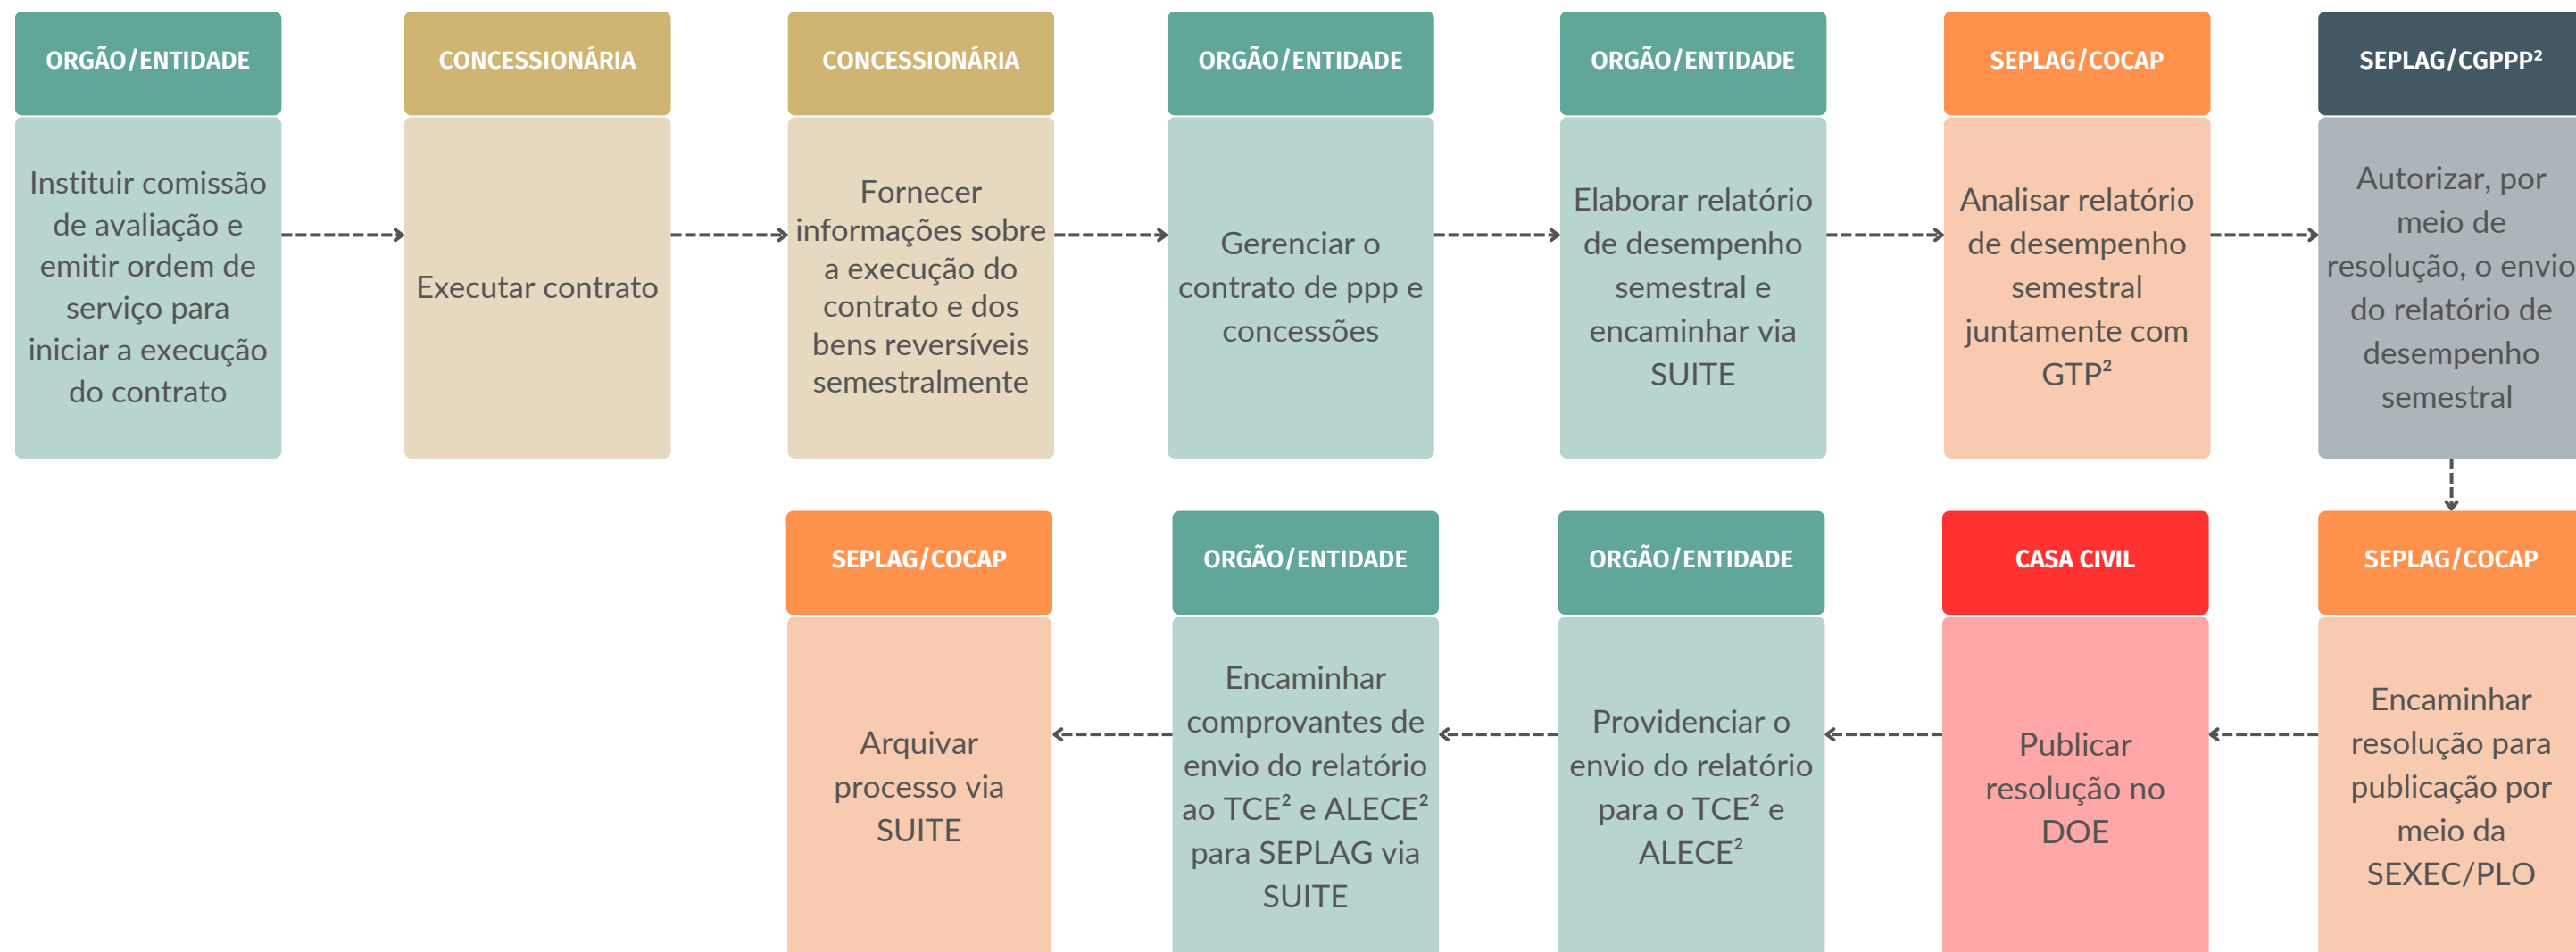 ORGÃO/ENTIDADE
Instituir comissão
de avaliação e
emitir ordem de
serviço para
iniciar a execução
do contrato
CONCESSIONÁRIA
Executar contrato
CONCESSIONÁRIA
Fornecer
informações sobre
a execução do
contrato e dos
bens reversíveis
semestralmente
ORGÃO/ENTIDADE
Gerenciar o
contrato de ppp e
concessões
ORGÃO/ENTIDADE
Elaborar relatório
de desempenho
semestral e
encaminhar via
SUITE
SEPLAG/COCAP
Analisar relatório
de desempenho
semestral
juntamente com
GTP²
SEPLAG/CGPPP²
Autorizar, por
meio de
resolução, o envio
do relatório de
desempenho
semestral
SEPLAG/COCAP
Encaminhar
resolução para
publicação por
meio da
SEXEC/PLO
CASA CIVIL
Publicar
resolução no
DOE
ORGÃO/ENTIDADE
Providenciar o
envio do relatório
para o TCE² e
ALECE²
ORGÃO/ENTIDADE
Encaminhar
comprovantes de
envio do relatório
ao TCE² e ALECE²
para SEPLAG via
SUITE
SEPLAG/COCAP
Arquivar
processo via
SUITE